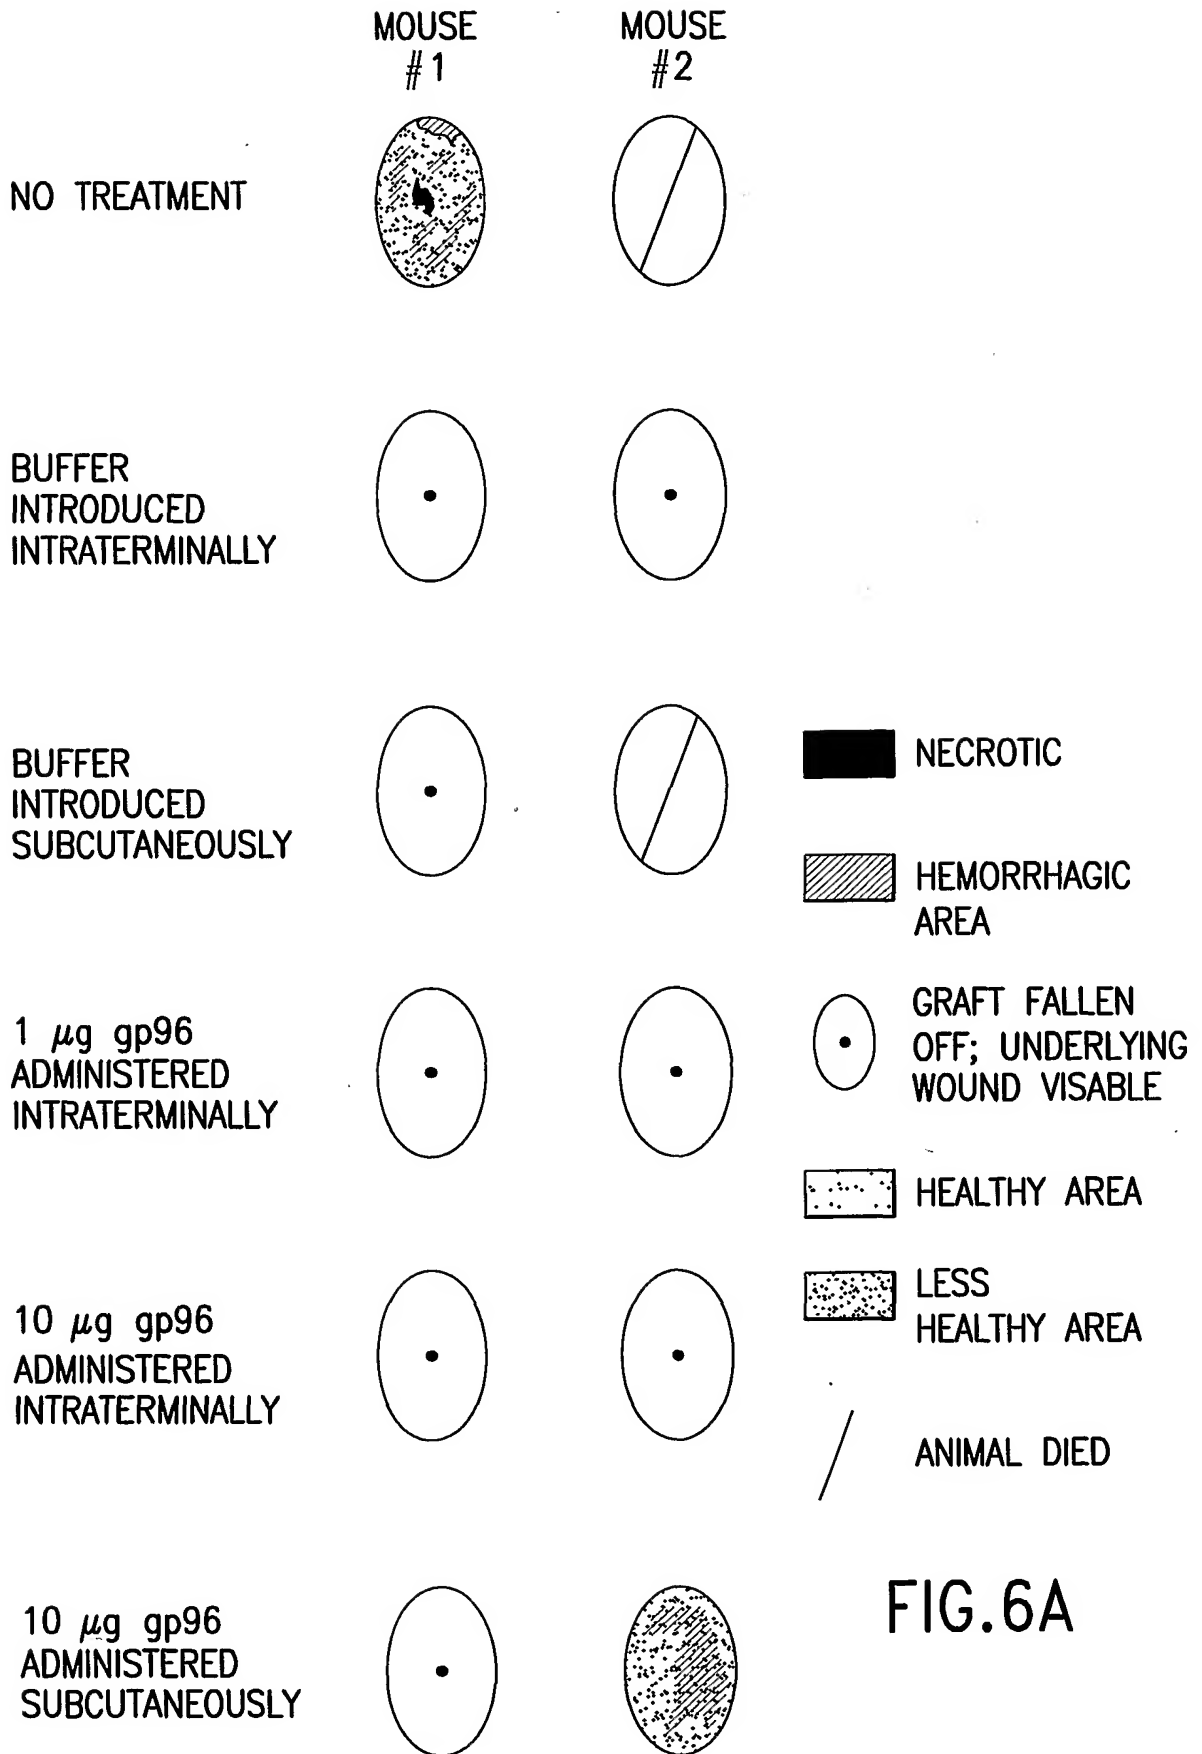 MOUSE
#1
MOUSE
#2
NO TREATMENT
BUFFER
INTRODUCED
INTRATERMINALLY
BUFFER
INTRODUCED
SUBCUTANEOUSLY
1 μg gp96
ADMINISTERED
INTRATERMINALLY
10 μg gp96
ADMINISTERED
INTRATERMINALLY
10 μg gp96
ADMINISTERED
SUBCUTANEOUSLY
NECROTIC
HEMORRHAGIC
AREA
GRAFT FALLEN
OFF; UNDERLYING
WOUND VISABLE
HEALTHY AREA
LESS
HEALTHY AREA
ANIMAL DIED
FIG.6A